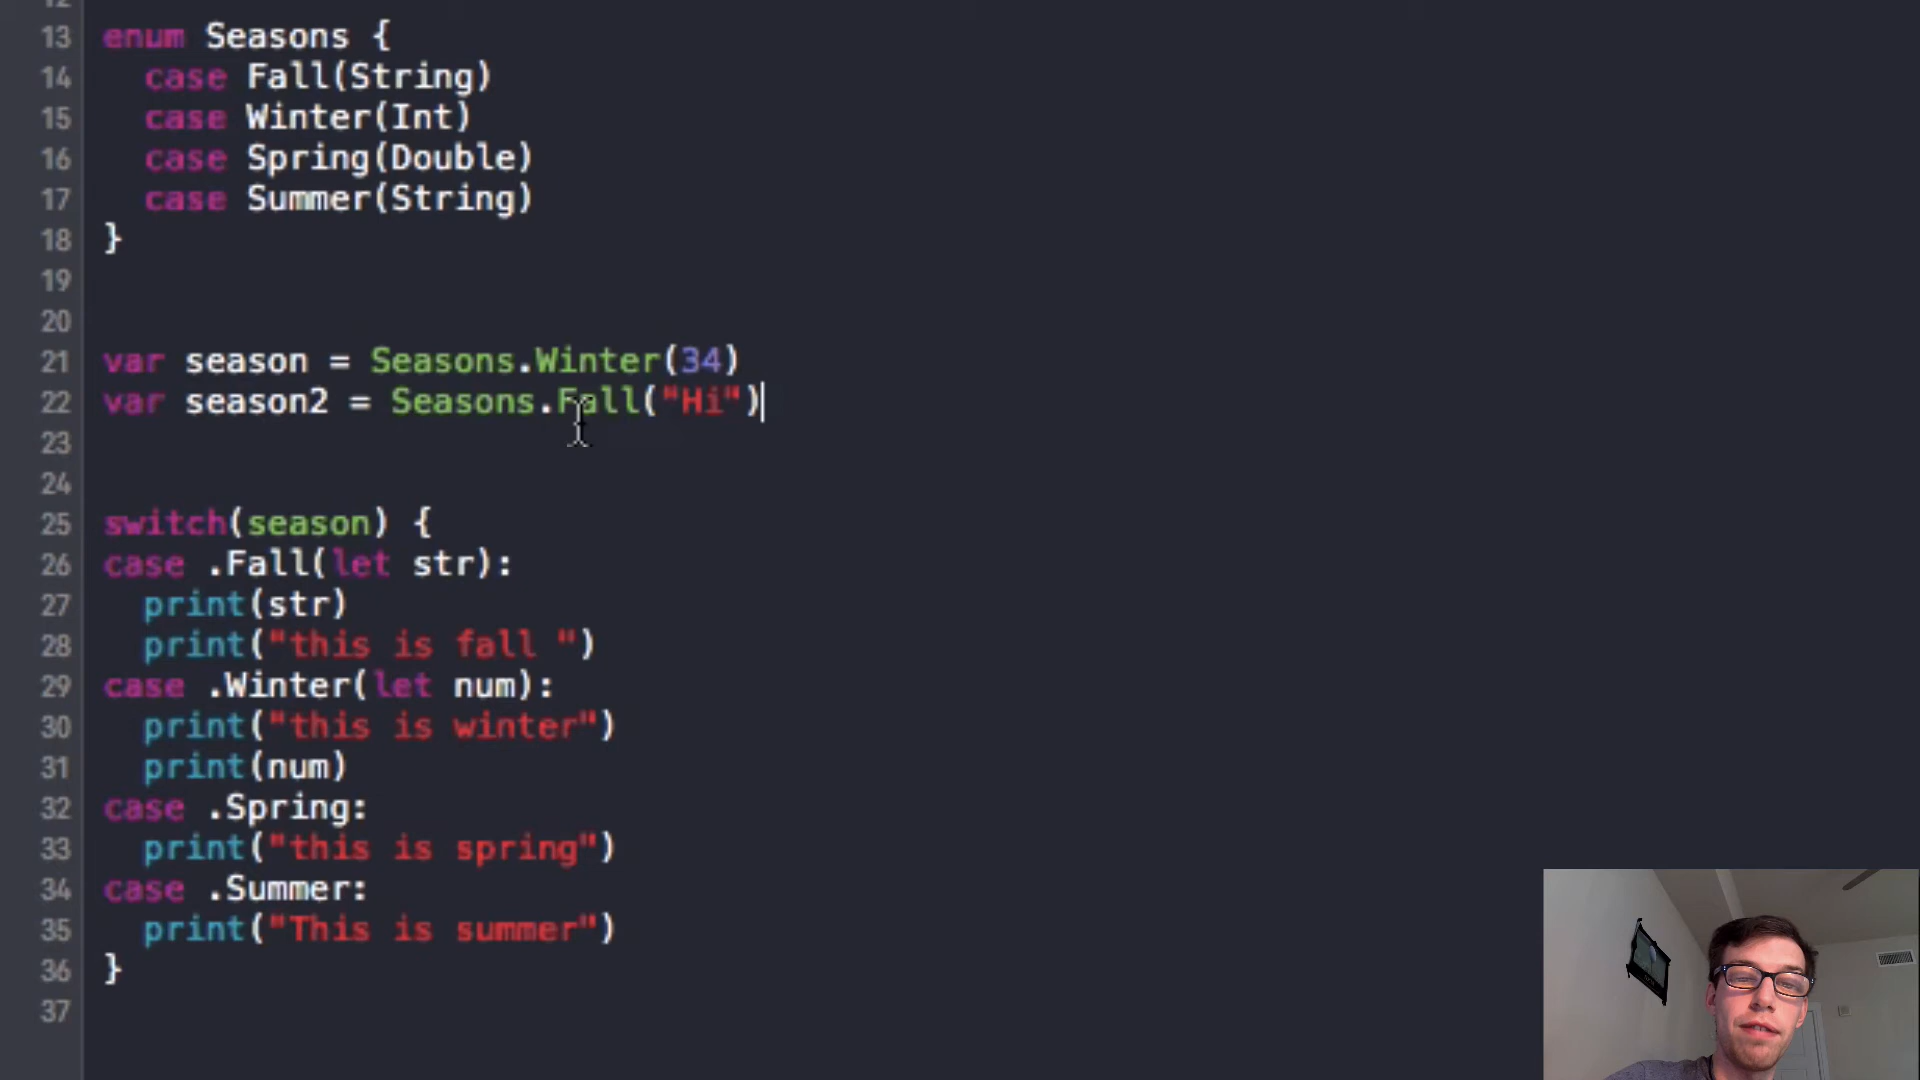 13 enum Seasons {
14 case Fall(String)
15 case Winter(Int)
16 case Spring(Double)
17 case Summer(String)
18 }
19
20
21 var season = Seasons.Winter(34)
22 var season2 = Seasons.Fall("Hi")
23
24
25 switch(season) {
26 case .Fall(let str):
27 print(str)
28 print("this is fall ")
29 case .Winter(let num):
30 print("this is winter")
31 print(num)
32 case .Spring:
33 print("this is spring")
34 case .Summer:
35 print("This is summer")
36 }
37